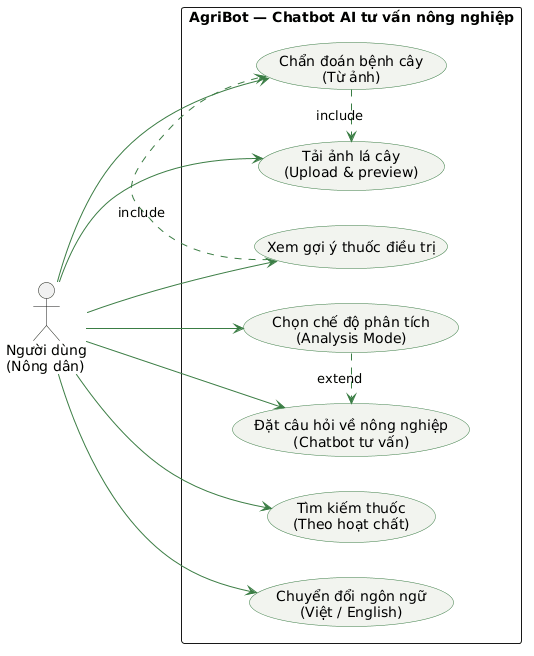 AgriBot — Chatbot AI tư vấn nông nghiệp
Chẩn đoán bệnh cây
(Từ ảnh)
include
Tải ảnh lá cây
(Upload & preview)
include
Xem gợi ý thuốc điều trị
Chọn chế độ phân tích
(Analysis Mode)
Người dùng
(Nông dân)
extend
Đặt câu hỏi về nông nghiệp
(Chatbot tư vấn)
Tìm kiếm thuốc
(Theo hoạt chất)
Chuyển đổi ngôn ngữ
(Việt / English)